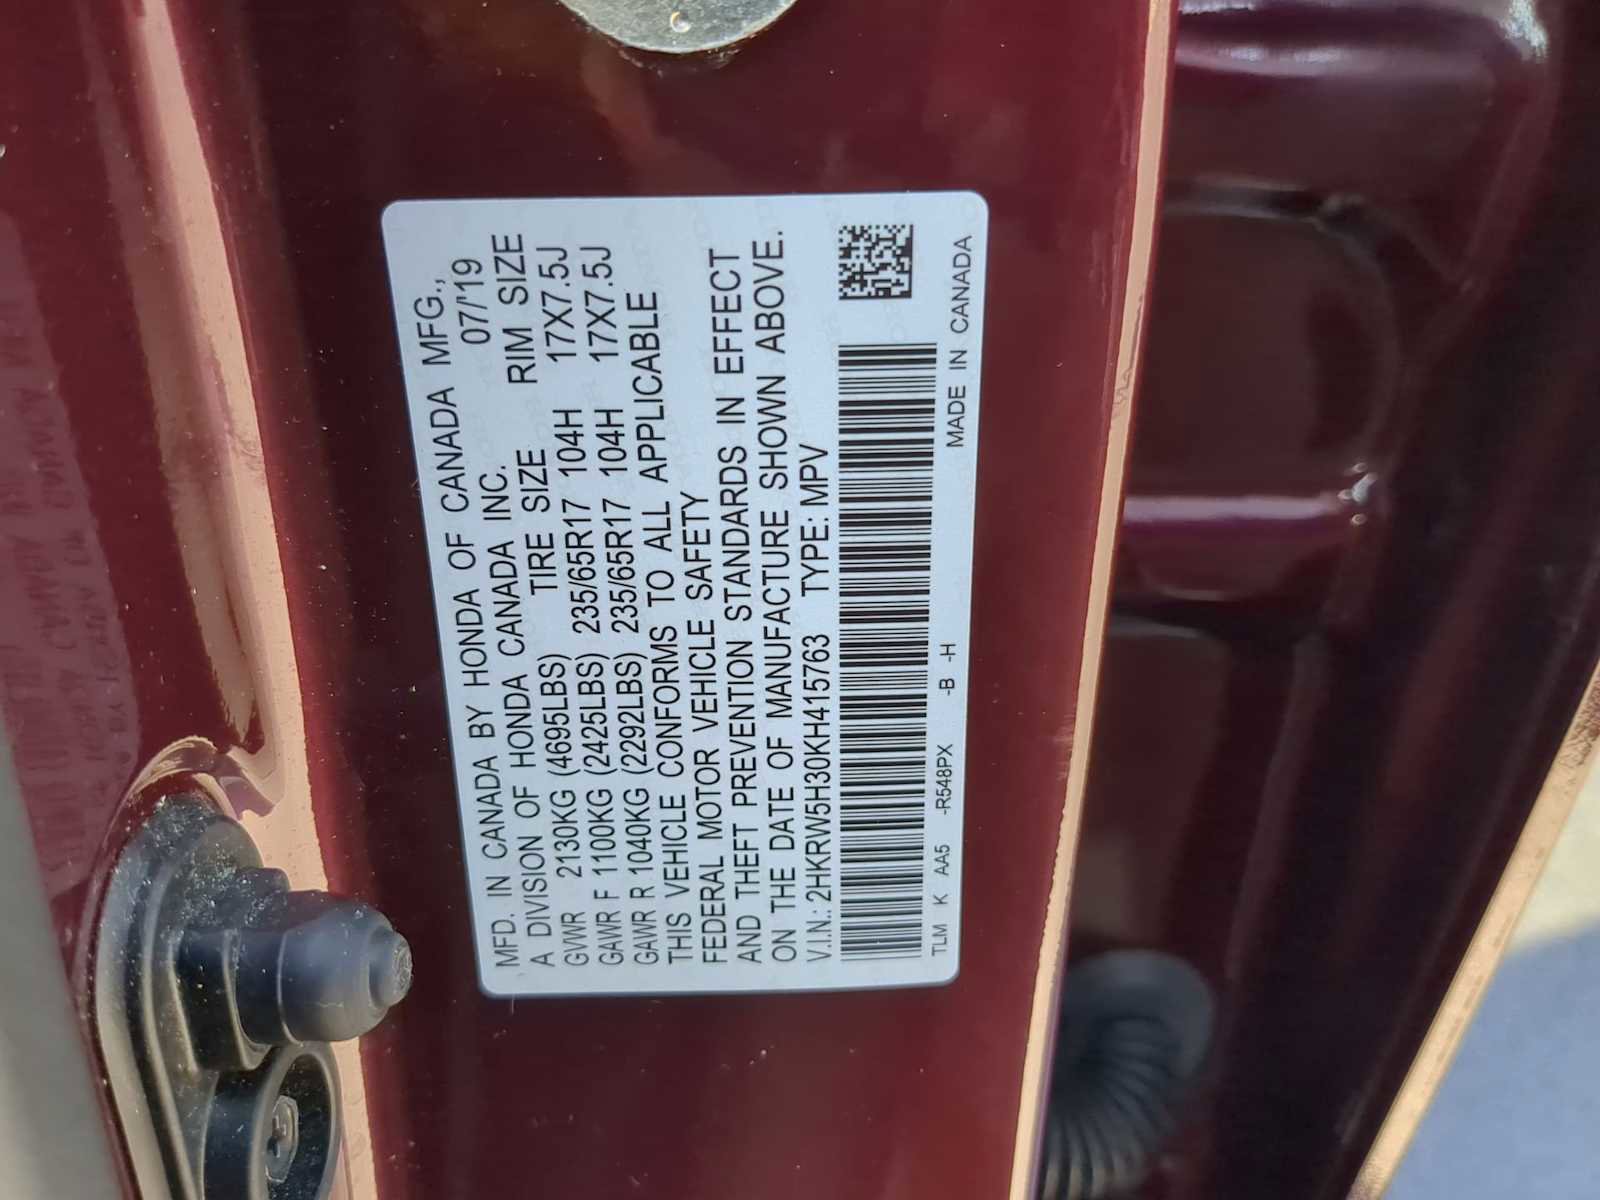 MFD. IN CANADA BY HONDA OF CANADA MFG.,
A DIVISION OF HONDA CANADA INC. 07/'19
GVWR 2130KG (4695LBS) TIRE SIZE RIM SIZE
GAWR F 1100KG (2425LBS) 235/65R17 104H 17X7.5J
GAWR R 1040KG (2292LBS) 235/65R17 104H 17X7.5J
THIS VEHICLE CONFORMS TO ALL APPLICABLE
FEDERAL MOTOR VEHICLE SAFETY
AND THEFT PREVENTION STANDARDS IN EFFECT
ON THE DATE OF MANUFACTURE SHOWN ABOVE.
V.I.N.: 2HKRW5H30KH415763 TYPE: MPV
MADE IN CANADA
TLM K AA5 -R548PX -B -H